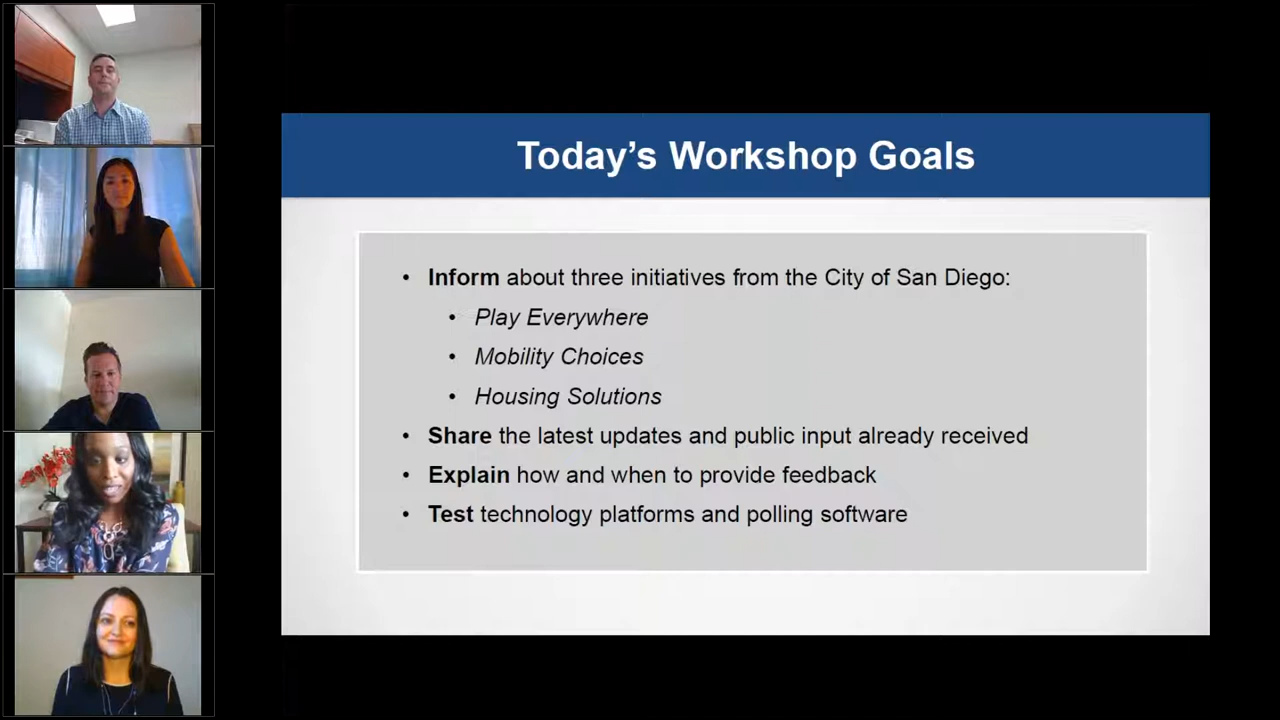 Today's Workshop Goals
• Inform about three initiatives from the City of San Diego:
• Play Everywhere
• Mobility Choices
• Housing Solutions
• Share the latest updates and public input already received
• Explain how and when to provide feedback
• Test technology platforms and polling software